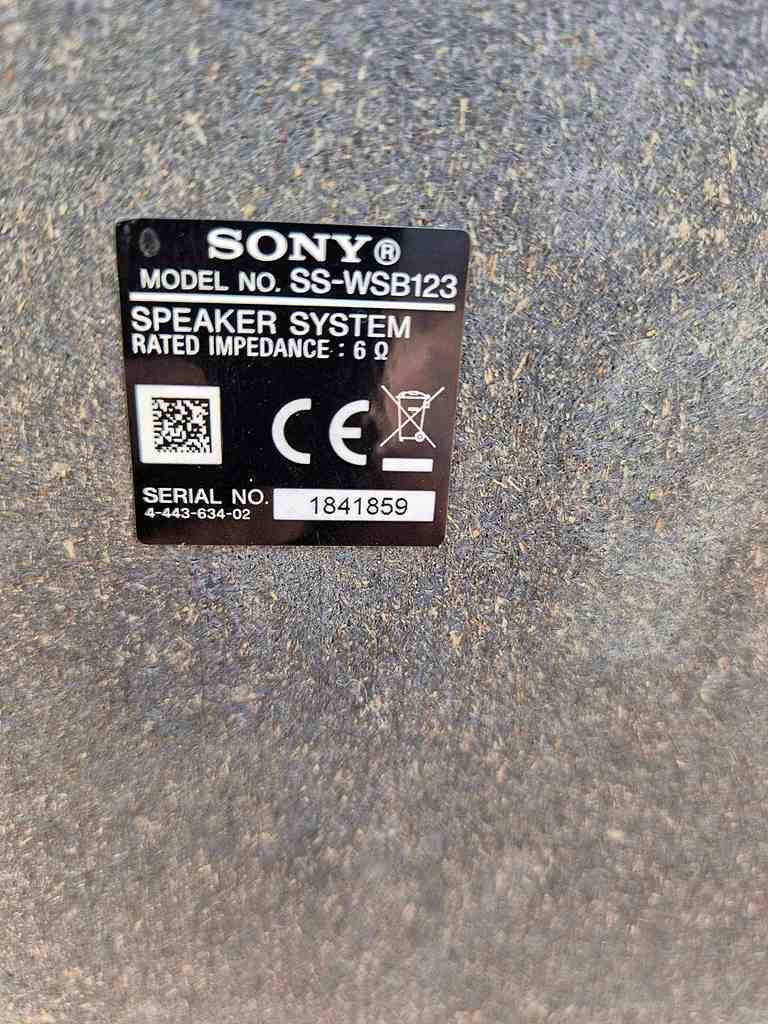 SONY®
MODEL NO. SS-WSB123
SPEAKER SYSTEM
RATED IMPEDANCE : 6 Ω
CE
SERIAL NO. 1841859
4-443-634-02